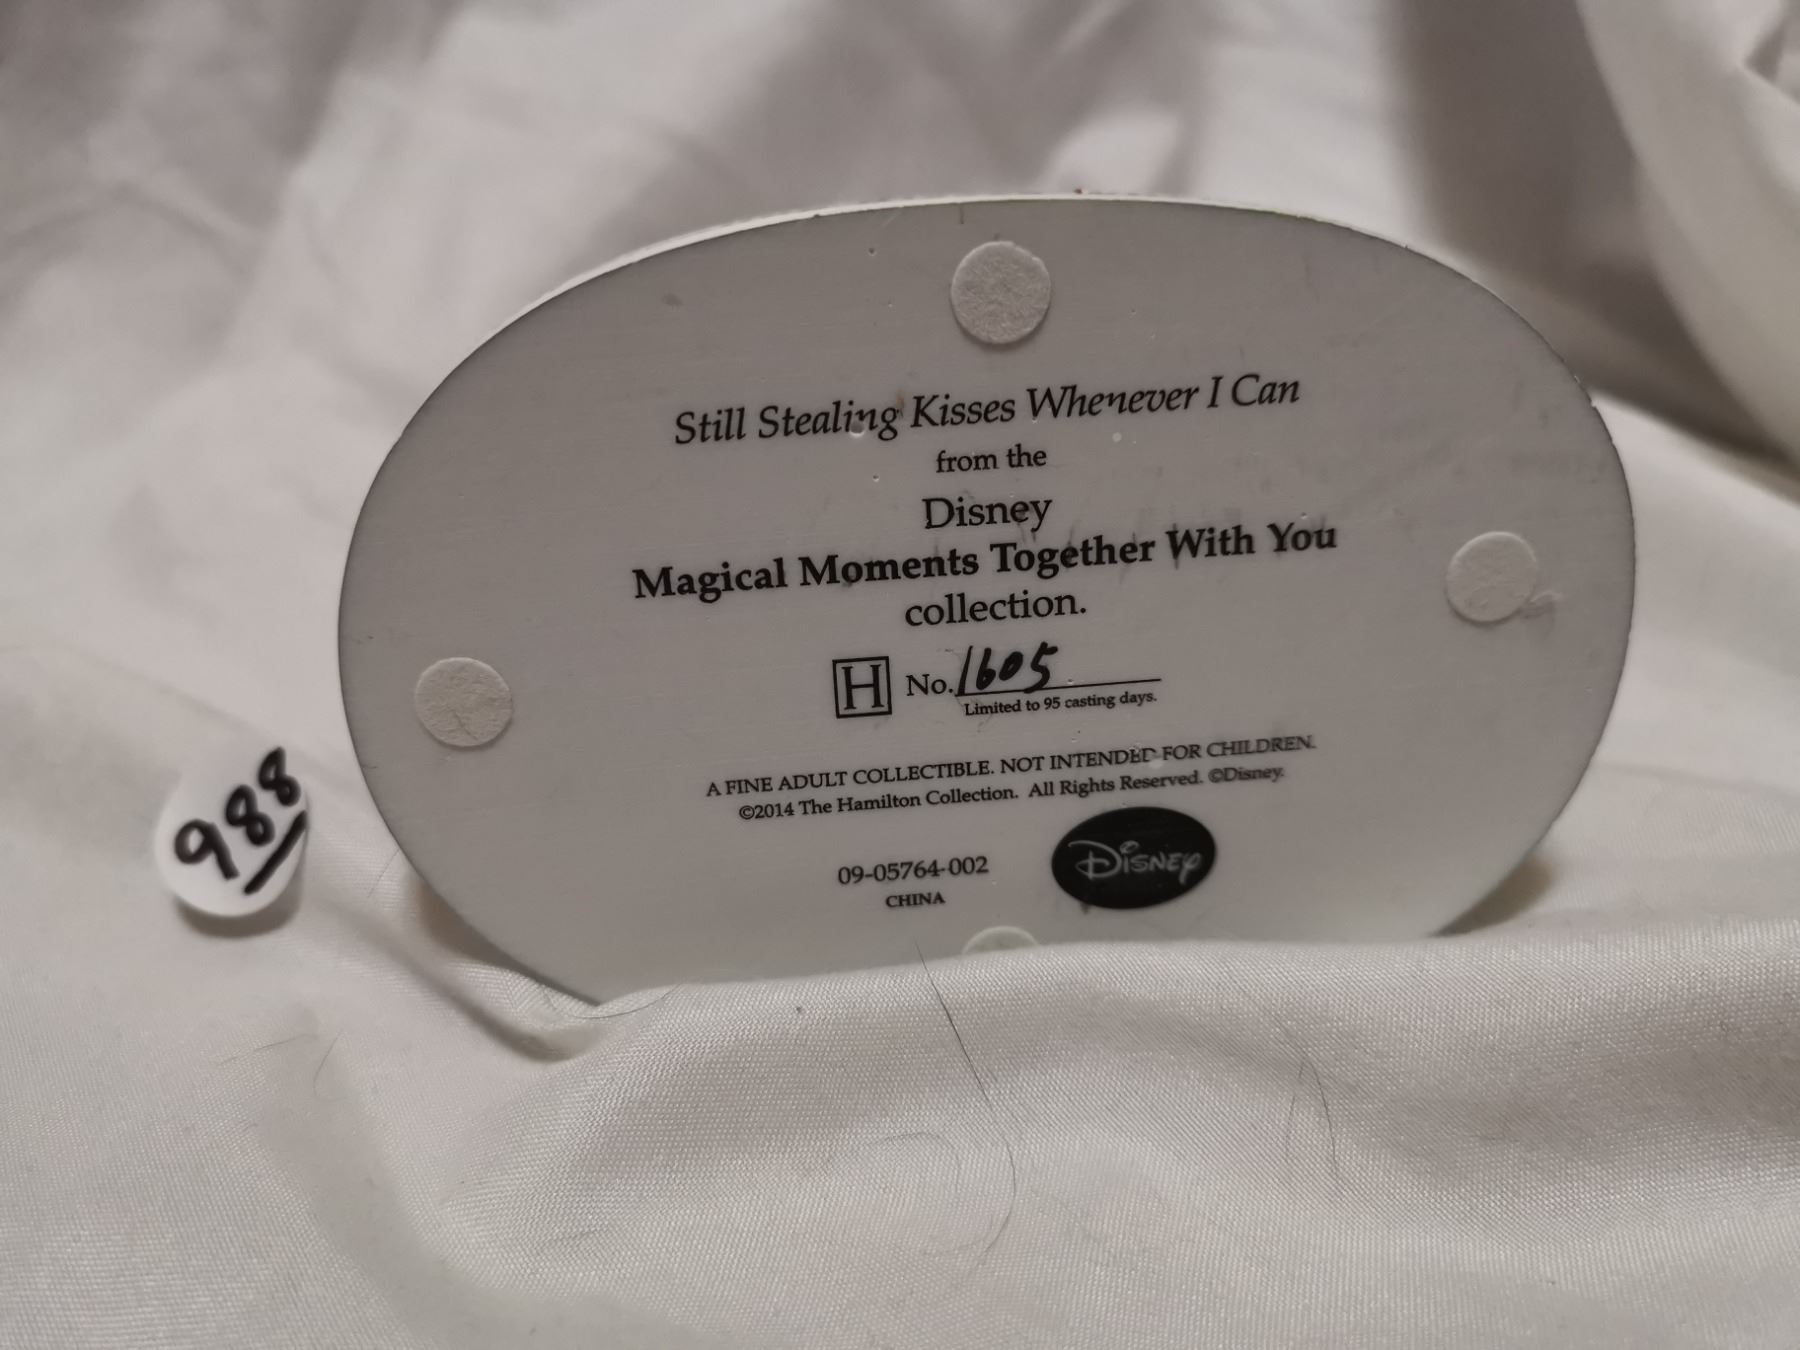 Still Stealing Kisses Whenever I Can
from the
Disney
Magical Moments Together With You
collection.
H No. 1605
Limited to 95 casting days.
A FINE ADULT COLLECTIBLE. NOT INTENDED FOR CHILDREN.
©2014 The Hamilton Collection. All Rights Reserved. ©Disney.
09-05764-002
CHINA
Disney
988